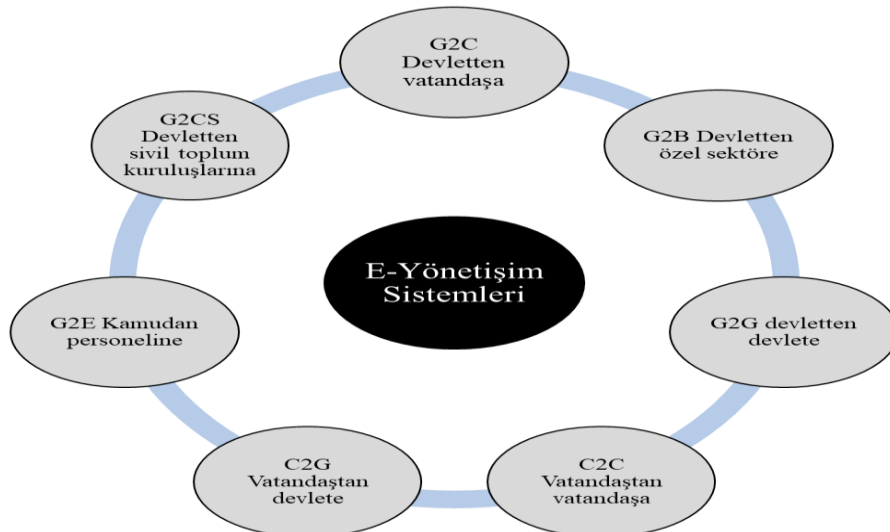 G2C
Devletten
vatandaşa
G2B Devletten
özel sektöre
G2G devletten
devlete
C2C
Vatandaştan
vatandaşa
C2G
Vatandaştan
devlete
G2E Kamudan
personeline
G2CS
Devletten
sivil toplum
kuruluşlarına
E-Yönetişim
Sistemleri